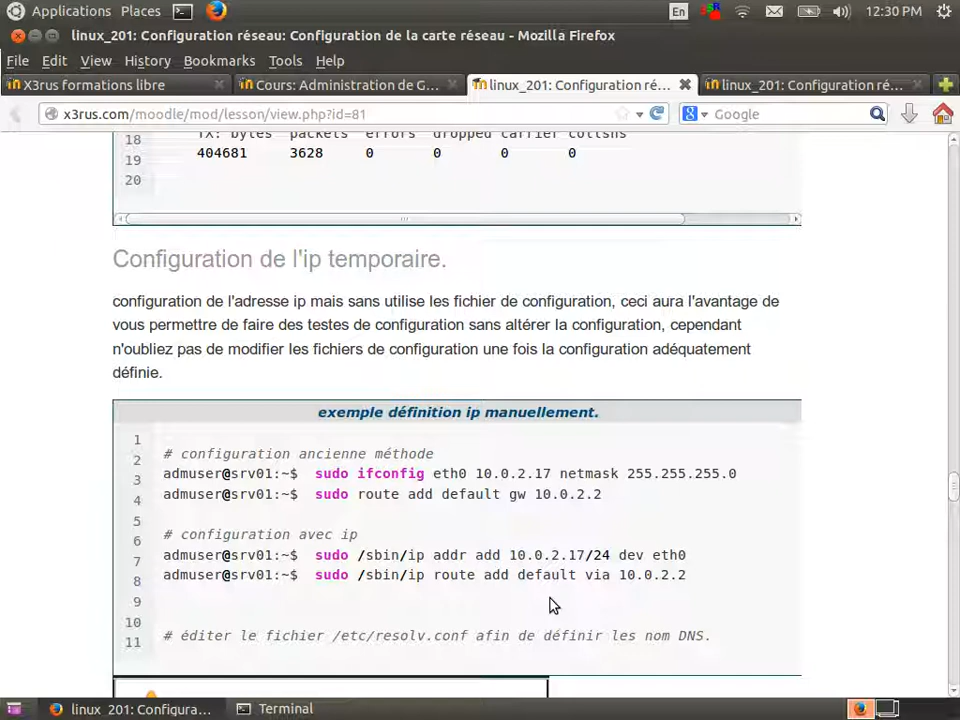 Applications Places En 12:30 PM
linux_201: Configuration réseau: Configuration de la carte réseau - Mozilla Firefox
File Edit View History Bookmarks Tools Help
X3rus formations libre Cours: Administration de G... linux_201: Configuration ré... linux_201: Configuration ré...
x3rus.com/moodle/mod/lesson/view.php?id=81 Google
18 TX: bytes packets errors dropped carrier collsns
19 404681 3628 0 0 0 0
20
Configuration de l'ip temporaire.
configuration de l'adresse ip mais sans utilise les fichier de configuration, ceci aura l'avantage de
vous permettre de faire des testes de configuration sans altérer la configuration, cependant
n'oubliez pas de modifier les fichiers de configuration une fois la configuration adéquatement
définie.
exemple définition ip manuellement.
1
2 # configuration ancienne méthode
3 admuser@srv01:~$ sudo ifconfig eth0 10.0.2.17 netmask 255.255.255.0
4 admuser@srv01:~$ sudo route add default gw 10.0.2.2
5
6 # configuration avec ip
7 admuser@srv01:~$ sudo /sbin/ip addr add 10.0.2.17/24 dev eth0
8 admuser@srv01:~$ sudo /sbin/ip route add default via 10.0.2.2
9
10
11 # éditer le fichier /etc/resolv.conf afin de définir les nom DNS.
linux_201: Configura... Terminal